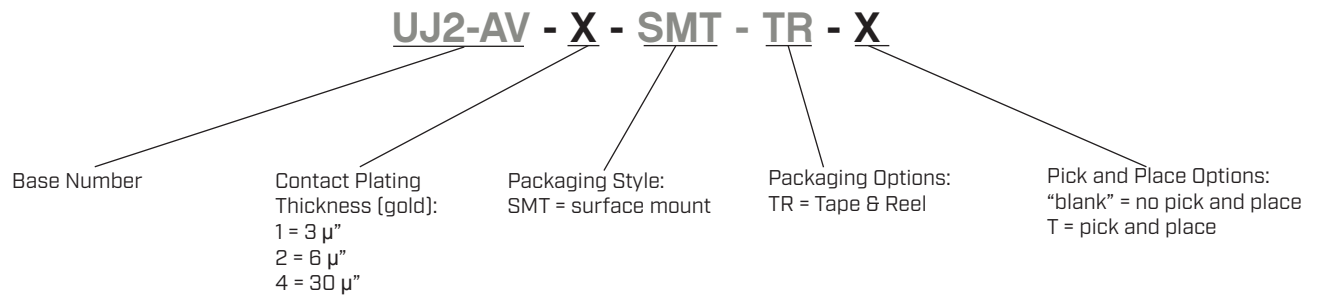 UJ2-AV - X - SMT - TR - X
Base Number
Contact Plating
Thickness (gold):
1 = 3 µ”
2 = 6 µ”
4 = 30 µ”
Packaging Style:
SMT = surface mount
Packaging Options:
TR = Tape & Reel
Pick and Place Options:
“blank” = no pick and place
T = pick and place